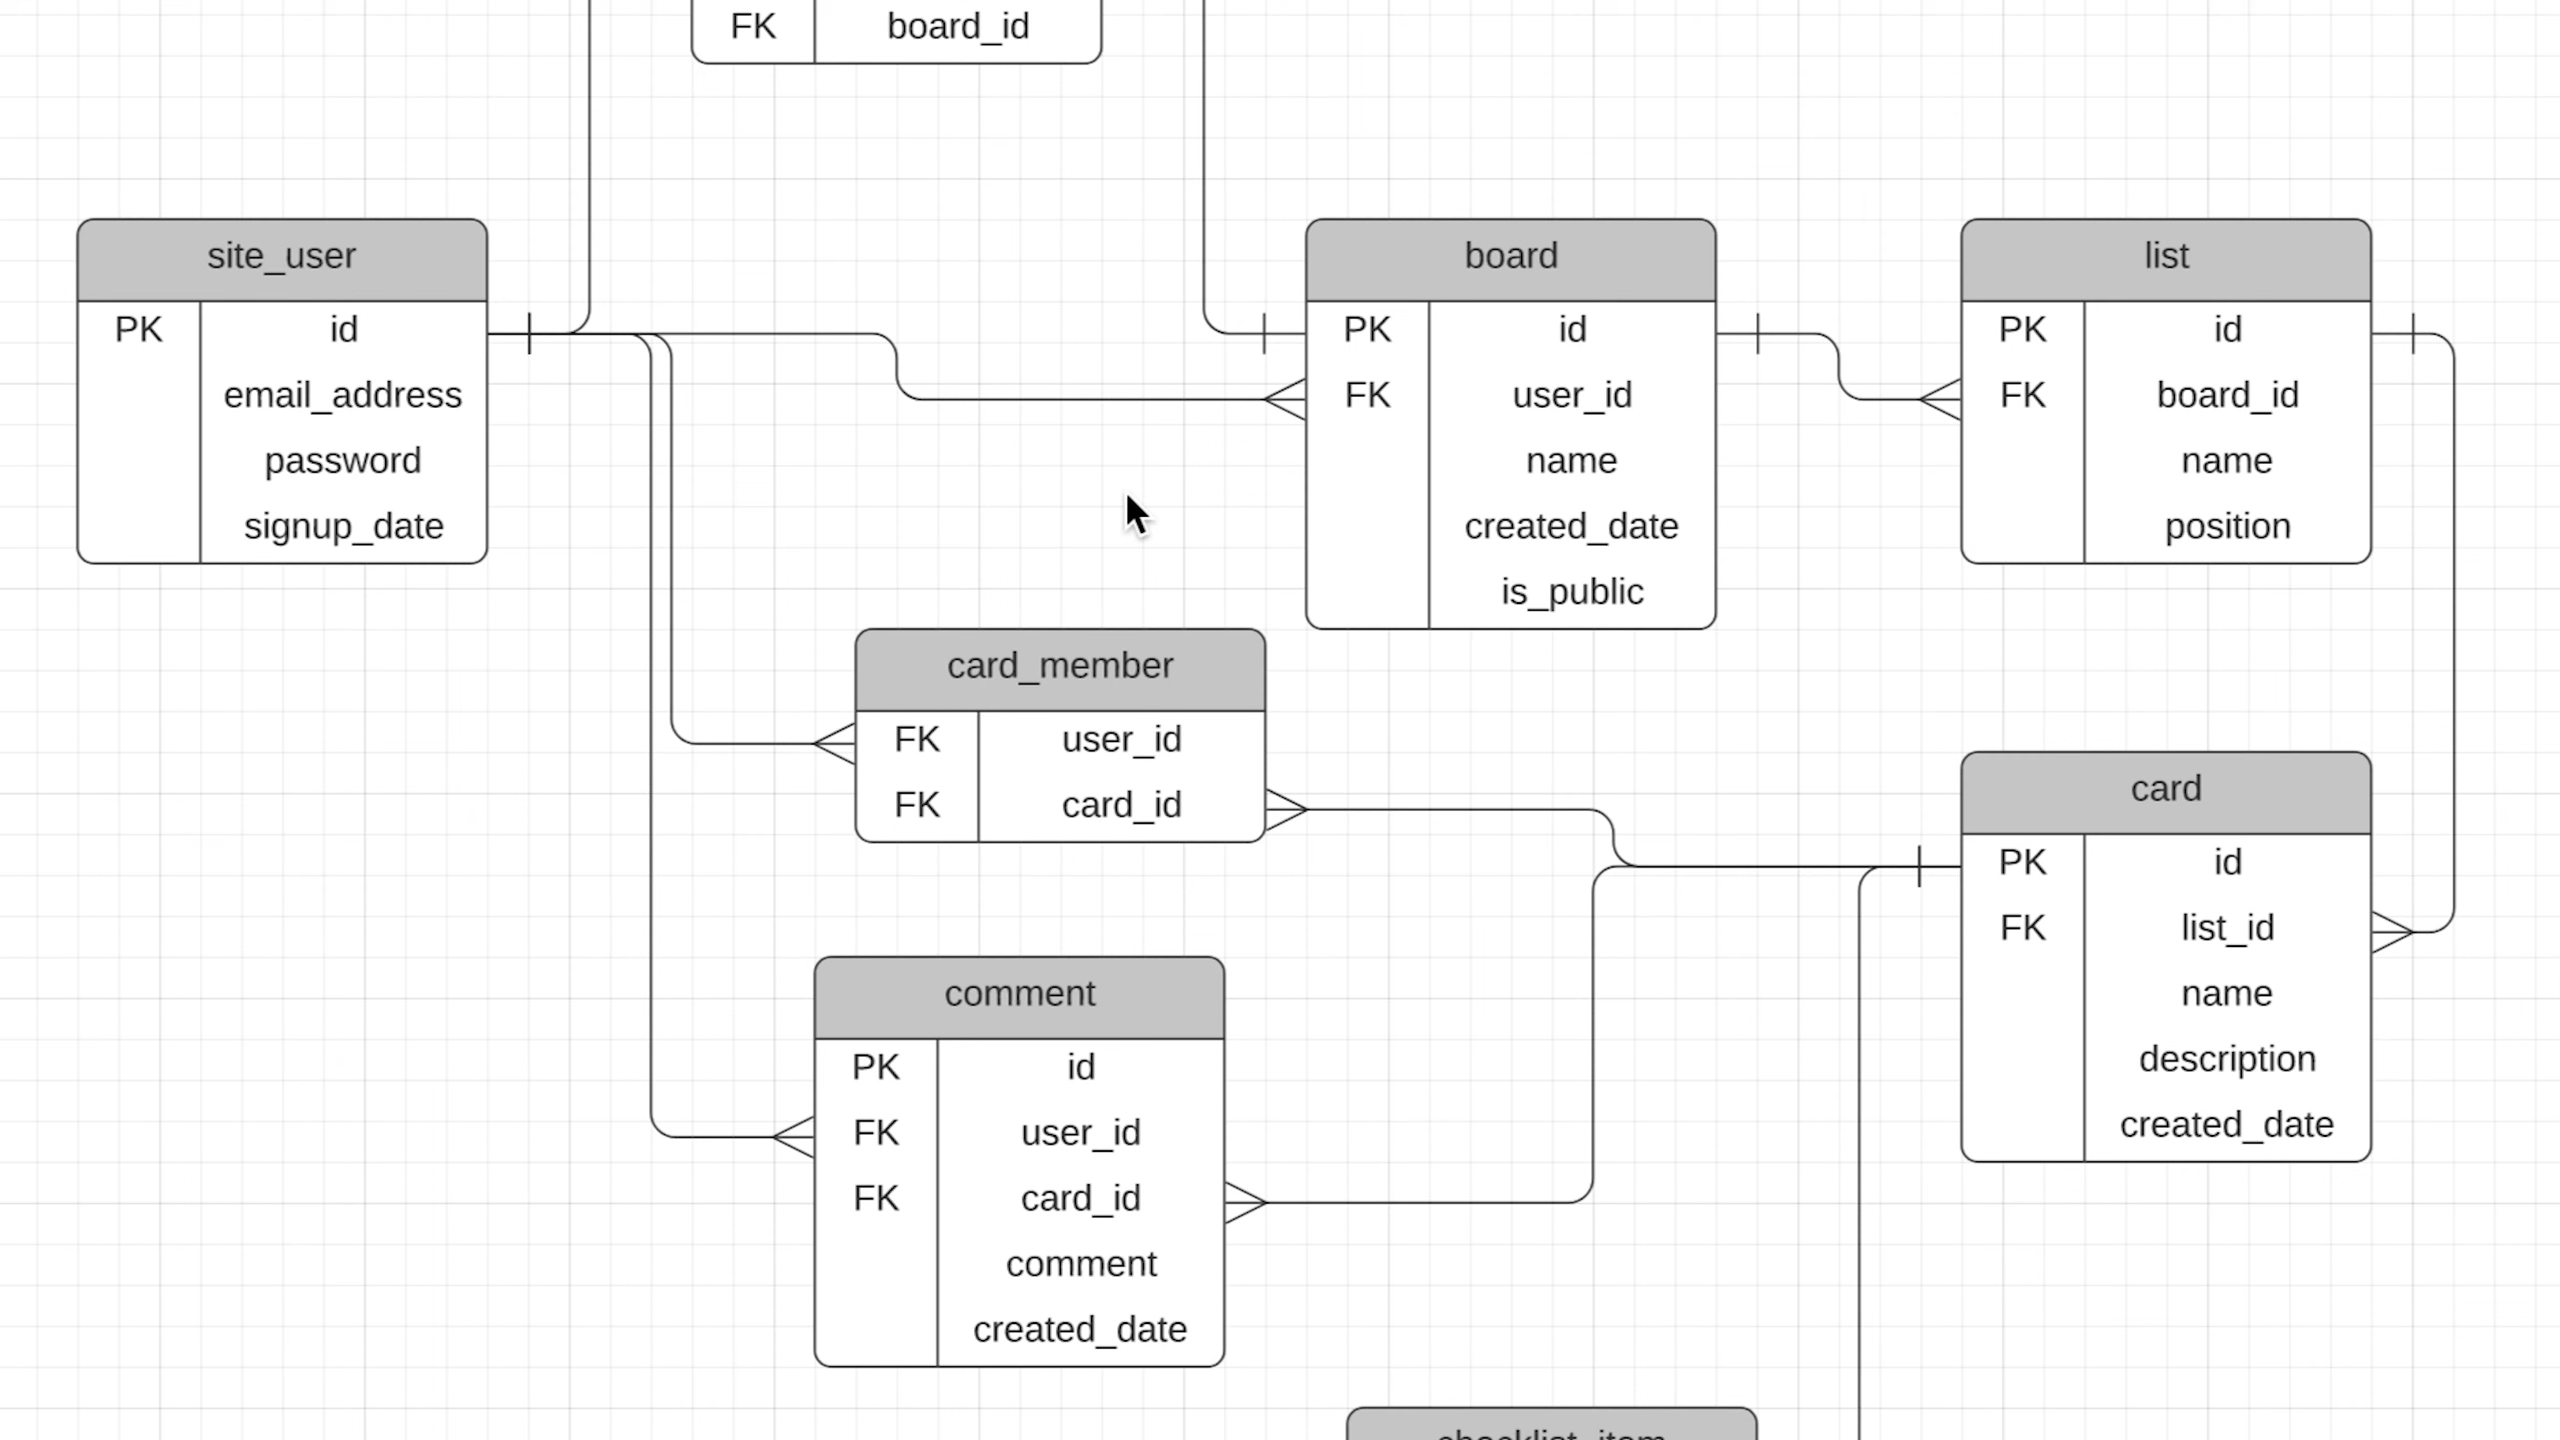 FK board_id
site_user
PK id
email_address
password
signup_date
board
PK id
FK user_id
name
created_date
is_public
list
PK id
FK board_id
name
position
card_member
FK user_id
FK card_id
card
PK id
FK list_id
name
description
created_date
comment
PK id
FK user_id
FK card_id
comment
created_date
checklist_item